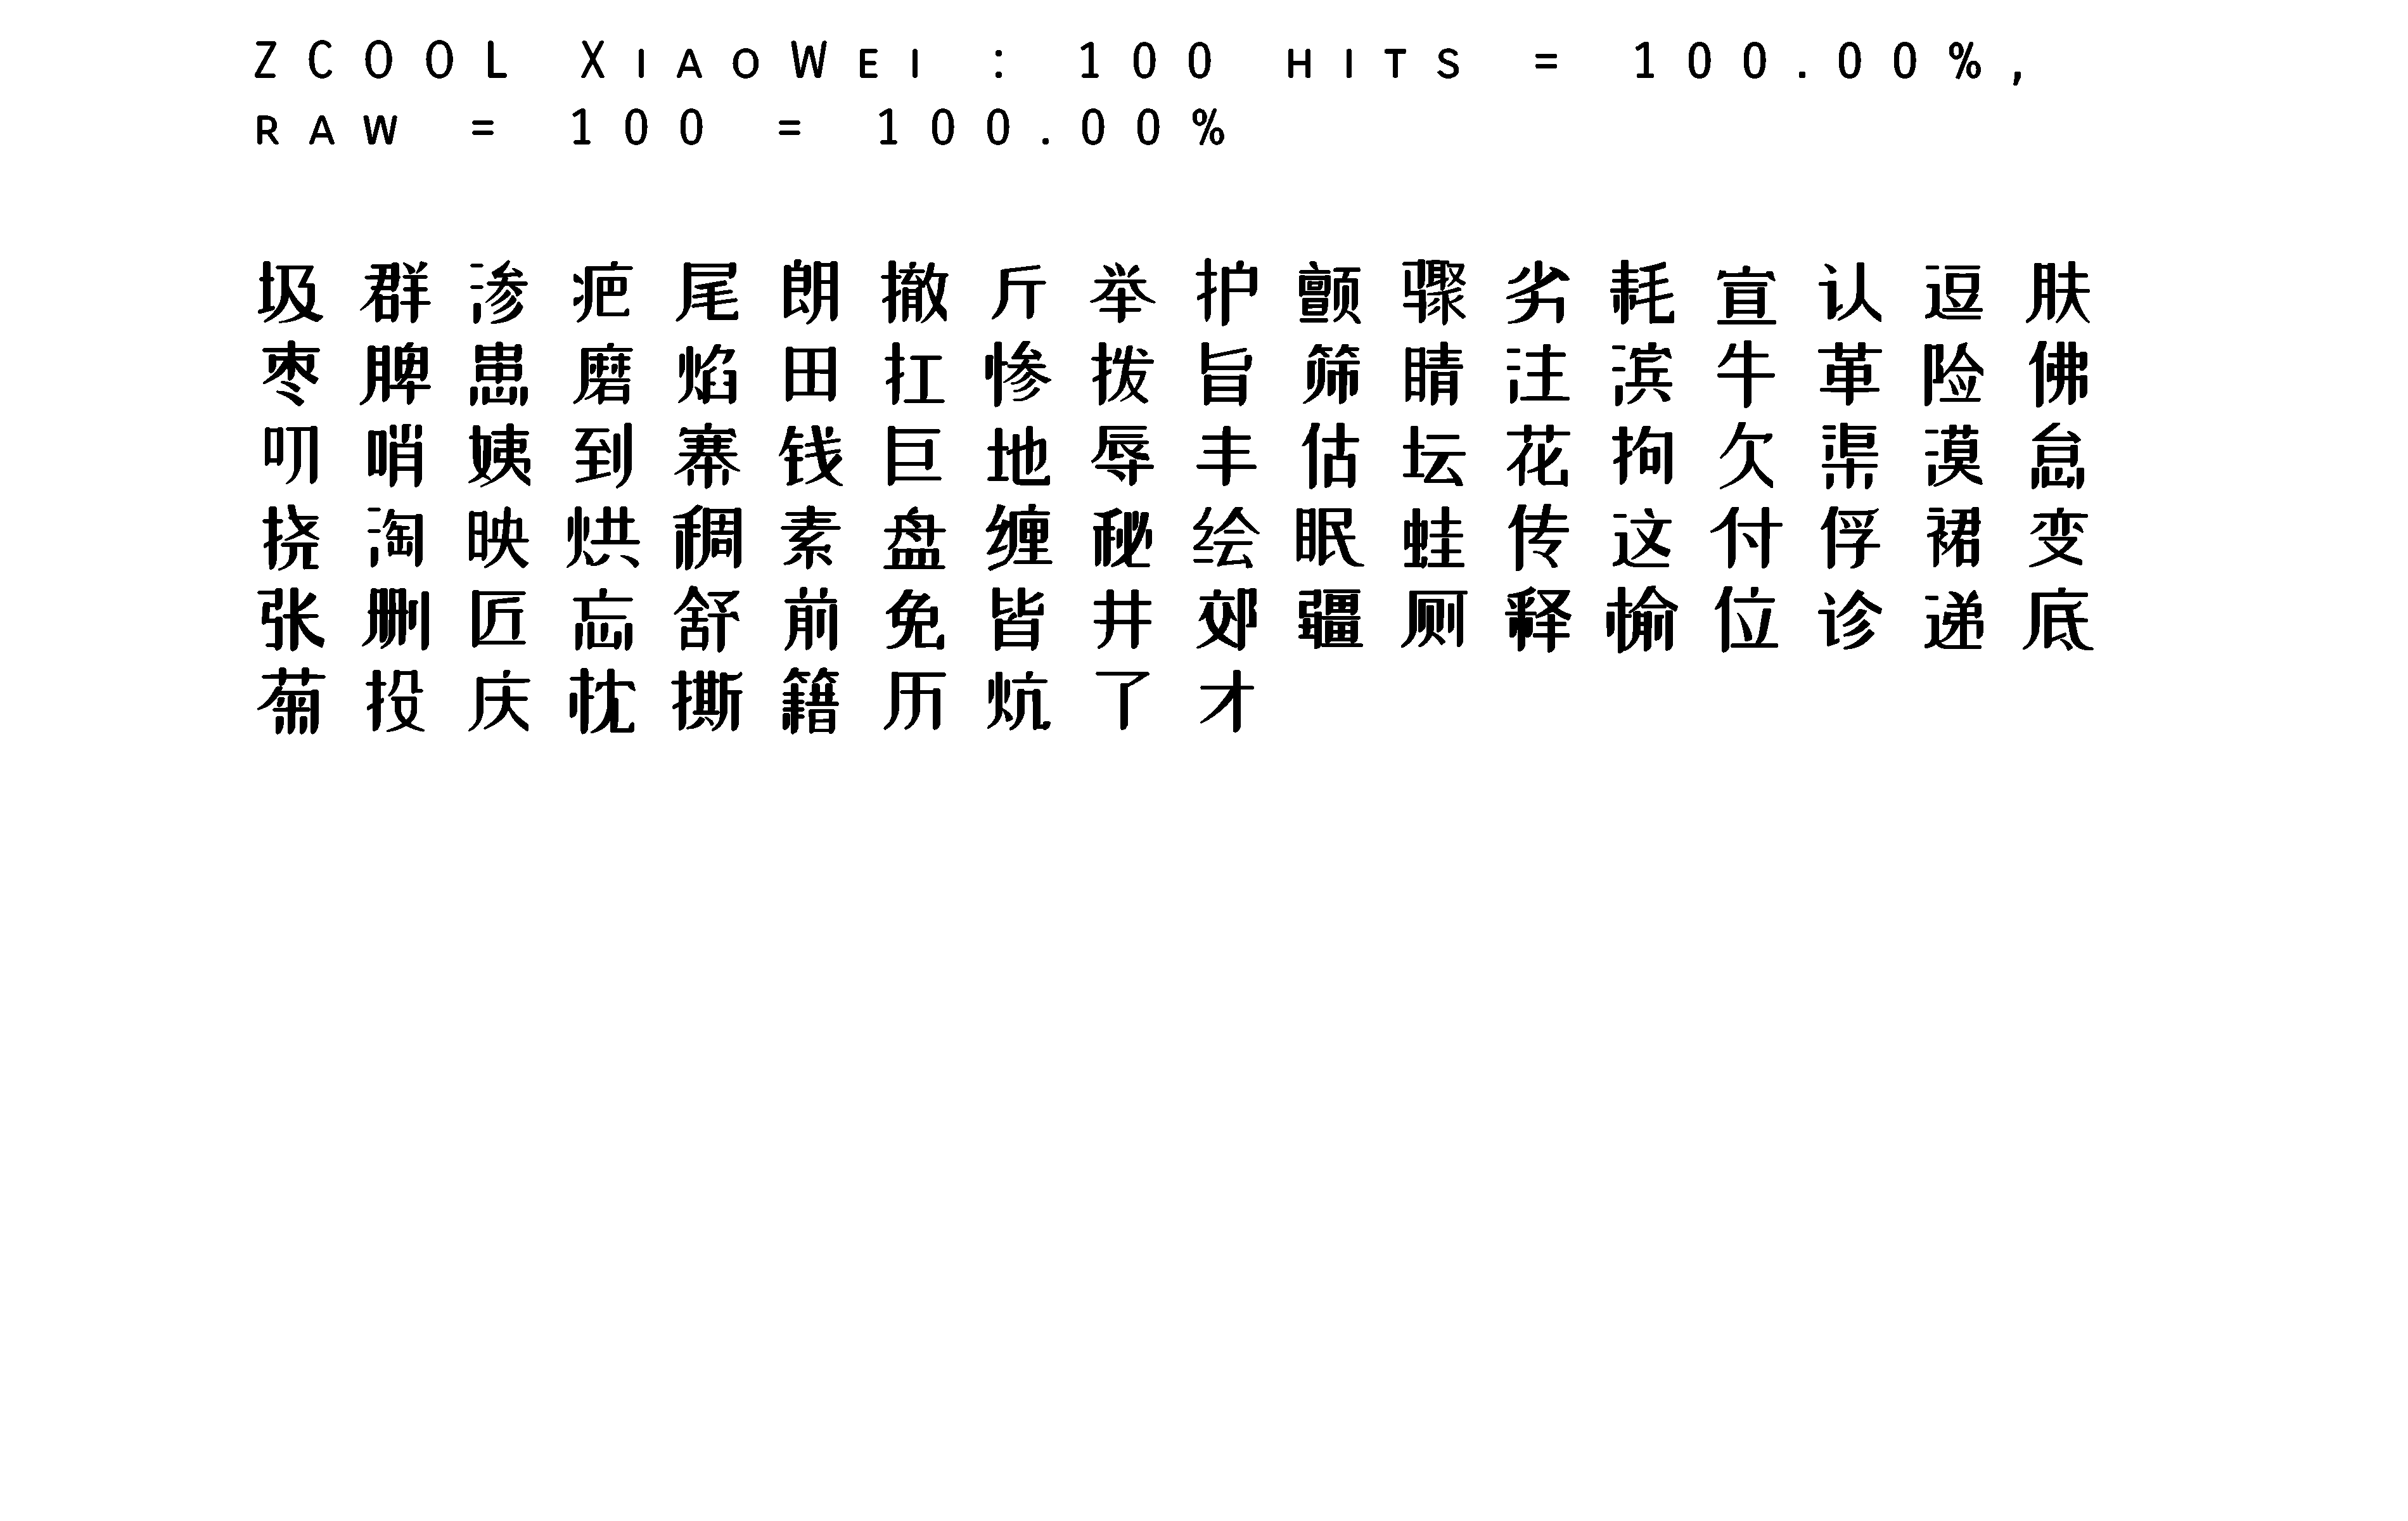 ZCOOL XiaoWei : 100 hits = 100.00%,
raw = 100 = 100.00%
圾群渗疤尾朗撤斤举护颤骤劣耗宣认逗肤
枣脾患磨焰田扛惨拨旨筛睛注滨牛革险佛
叨哨姨到寨钱巨地辱丰估坛花拘欠渠漠怠
挠淘映烘稠素盘缠秘绘眠蛙传这付俘裙变
张删匠忘舒前免皆井郊疆厕释愉位诊递底
菊投庆枕撕籍历炕了才